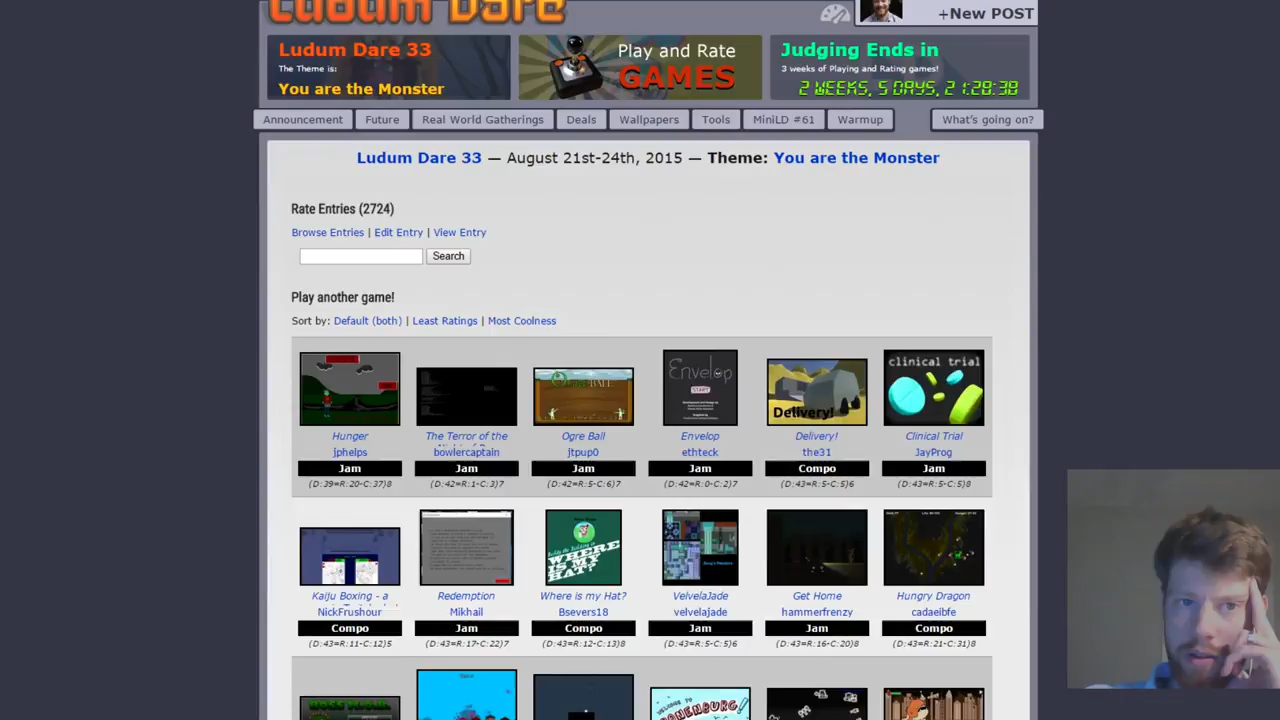 Ludum Dare
+New POST
Ludum Dare 33
The Theme is:
You are the Monster
Play and Rate
GAMES
Judging Ends in
3 weeks of Playing and Rating games!
2 WEEKS, 5 DAYS, 21:28:38
Announcement Future Real World Gatherings Deals Wallpapers Tools MiniLD #61 Warmup What's going on?
Ludum Dare 33 — August 21st-24th, 2015 — Theme: You are the Monster
Rate Entries (2724)
Browse Entries | Edit Entry | View Entry
Search
Play another game!
Sort by: Default (both) | Least Ratings | Most Coolness
Envelop
START
Delivery!
clinical trial
Hunger The Terror of the Ogre Ball Envelop Delivery! Clinical Trial
jphelps bowlercaptain jtpup0 ethteck the31 JayProg
Jam Jam Jam Jam Compo Jam
(D:39=R:20-C:37)8 (D:42=R:1-C:3)7 (D:42=R:5-C:6)7 (D:42=R:0-C:2)7 (D:43=R:5-C:5)6 (D:43=R:5-C:5)8
WHERE IS MY HAT?
Kaiju Boxing - a Redemption Where is my Hat? VelvelaJade Get Home Hungry Dragon
NickFrushour Mikhail Bsevers18 velvelajade hammerfrenzy cadaeibfe
Compo Jam Compo Jam Jam Compo
(D:43=R:11-C:12)5 (D:43=R:17-C:22)7 (D:43=R:12-C:13)8 (D:43=R:5-C:5)6 (D:43=R:16-C:20)8 (D:43=R:21-C:31)8